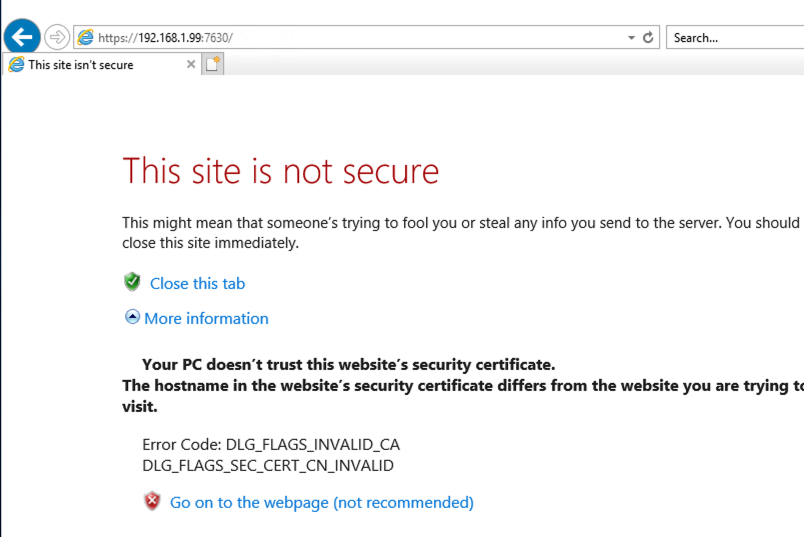 https://192.168.1.99:7630/
Search...
This site isn't secure
This site is not secure
This might mean that someone's trying to fool you or steal any info you send to the server. You should
close this site immediately.
Close this tab
More information
Your PC doesn't trust this website's security certificate.
The hostname in the website's security certificate differs from the website you are trying to
visit.
Error Code: DLG_FLAGS_INVALID_CA
DLG_FLAGS_SEC_CERT_CN_INVALID
Go on to the webpage (not recommended)